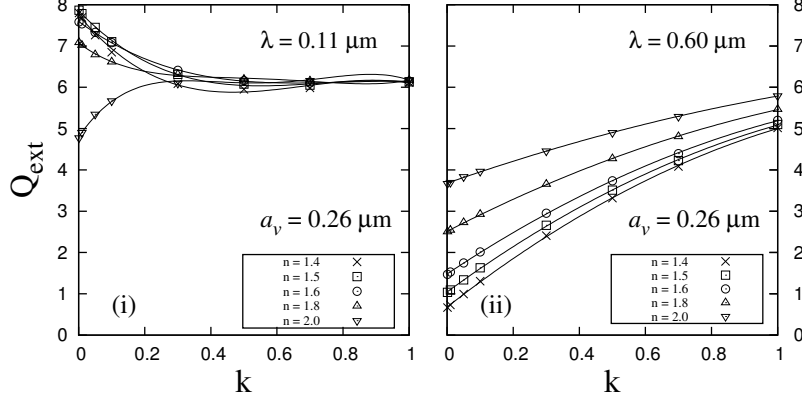 8
7
6
5
4
3
2
1
0
Q_ext
λ = 0.11 μm
a_v = 0.26 μm
n = 1.4
n = 1.5
n = 1.6
n = 1.8
n = 2.0
(i)
0 0.2 0.4 0.6 0.8 1
k
λ = 0.60 μm
a_v = 0.26 μm
n = 1.4
n = 1.5
n = 1.6
n = 1.8
n = 2.0
(ii)
0 0.2 0.4 0.6 0.8 1
k
8
7
6
5
4
3
2
1
0